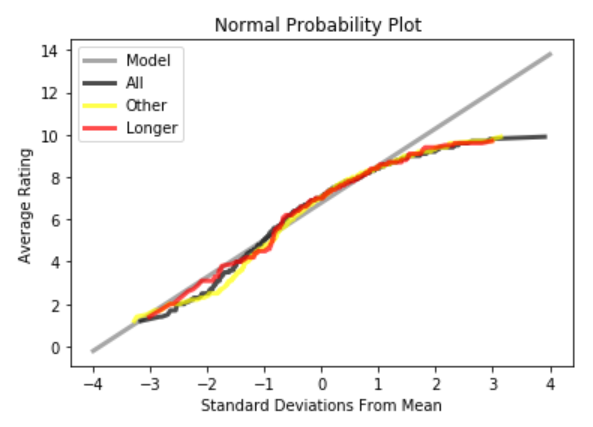 Normal Probability Plot
Model
All
Other
Longer
Average Rating
14
12
10
8
6
4
2
0
−4 −3 −2 −1 0 1 2 3 4
Standard Deviations From Mean